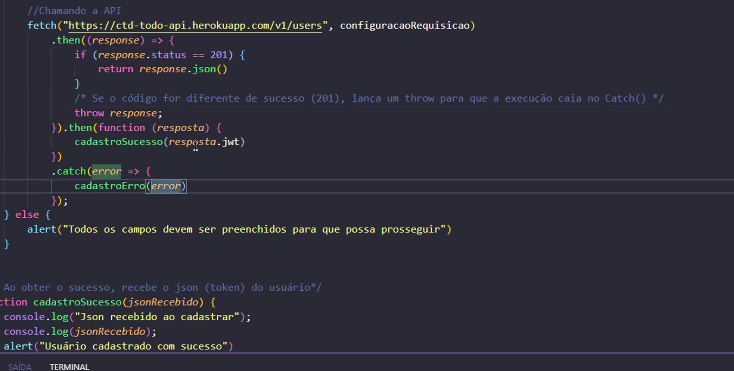 //Chamando a API
fetch("https://ctd-todo-api.herokuapp.com/v1/users", configuracaoRequisicao)
.then((response) => {
if (response.status == 201) {
return response.json()
}
/* Se o código for diferente de sucesso (201), lança um throw para que a execução caia no Catch() */
throw response;
}).then(function (resposta) {
cadastroSucesso(resposta.jwt)
})
.catch(error => {
cadastroErro(error)
});
} else {
alert("Todos os campos devem ser preenchidos para que possa prosseguir")
}
Ao obter o sucesso, recebe o json (token) do usuário*/
ction cadastroSucesso(jsonRecebido) {
console.log("Json recebido ao cadastrar");
console.log(jsonRecebido);
alert("Usuário cadastrado com sucesso")
SAÍDA TERMINAL